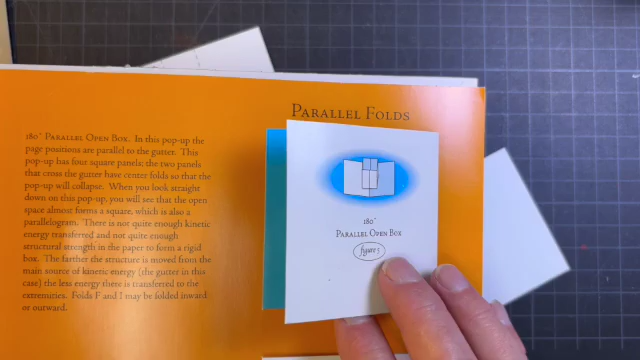 PARALLEL FOLDS
180° PARALLEL OPEN BOX. In this pop-up the
page positions are parallel to the gutter. This
pop-up has four square panels; the two panels
that cross the gutter have center folds so that the
pop-up will collapse. When you look straight
down on this pop-up, you will see that the open
space almost forms a square, which is also a
parallelogram. There is not quite enough kinetic
energy transferred and not quite enough
structural strength in the paper to form a rigid
box. The farther the structure is moved from the
main source of kinetic energy (the gutter in this
case) the less energy there is transferred to the
extremities. Folds F and I may be folded inward
or outward.
180°
PARALLEL OPEN BOX
figure 5